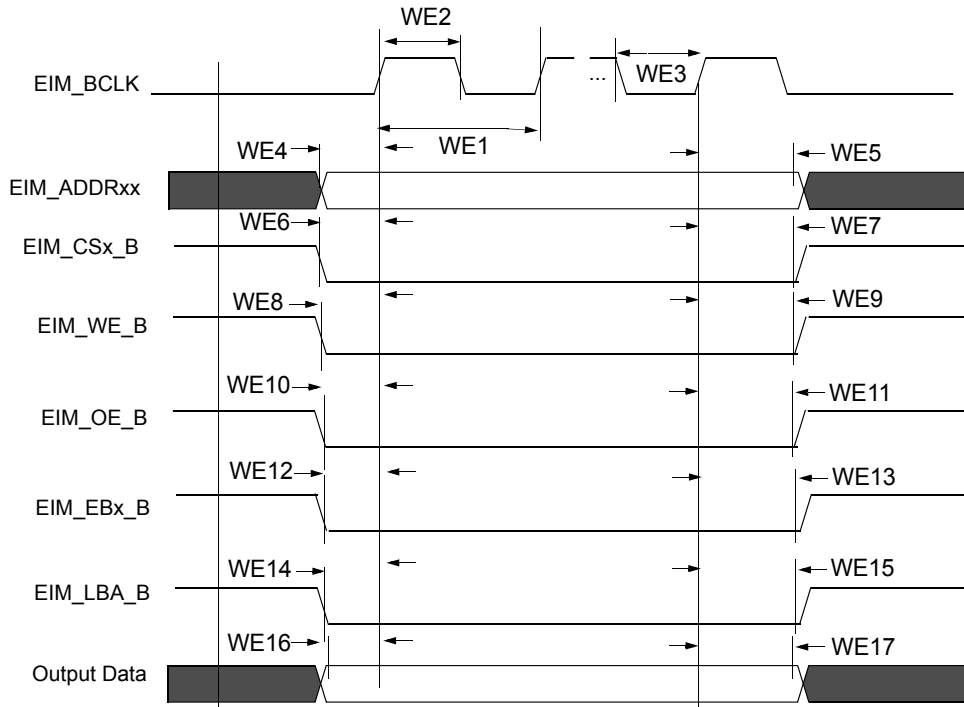 WE2
EIM_BCLK
...
WE3
WE1
WE4
WE5
EIM_ADDRxx
WE6
WE7
EIM_CSx_B
WE8
WE9
EIM_WE_B
WE10
WE11
EIM_OE_B
WE12
WE13
EIM_EBx_B
WE14
WE15
EIM_LBA_B
WE16
WE17
Output Data